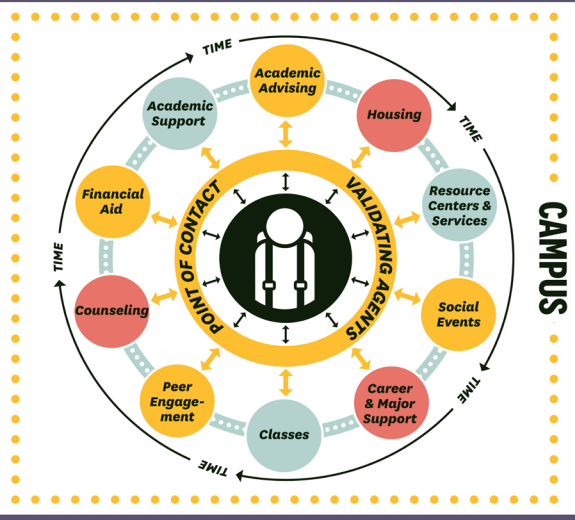 TIME
Academic
Advising
Housing
TIME
Resource
Centers &
Services
Social
Events
TIME
Career
& Major
Support
Classes
TIME
Peer
Engage-
ment
Counseling
TIME
Financial
Aid
Academic
Support
POINT OF CONTACT
VALIDATING AGENTS
CAMPUS